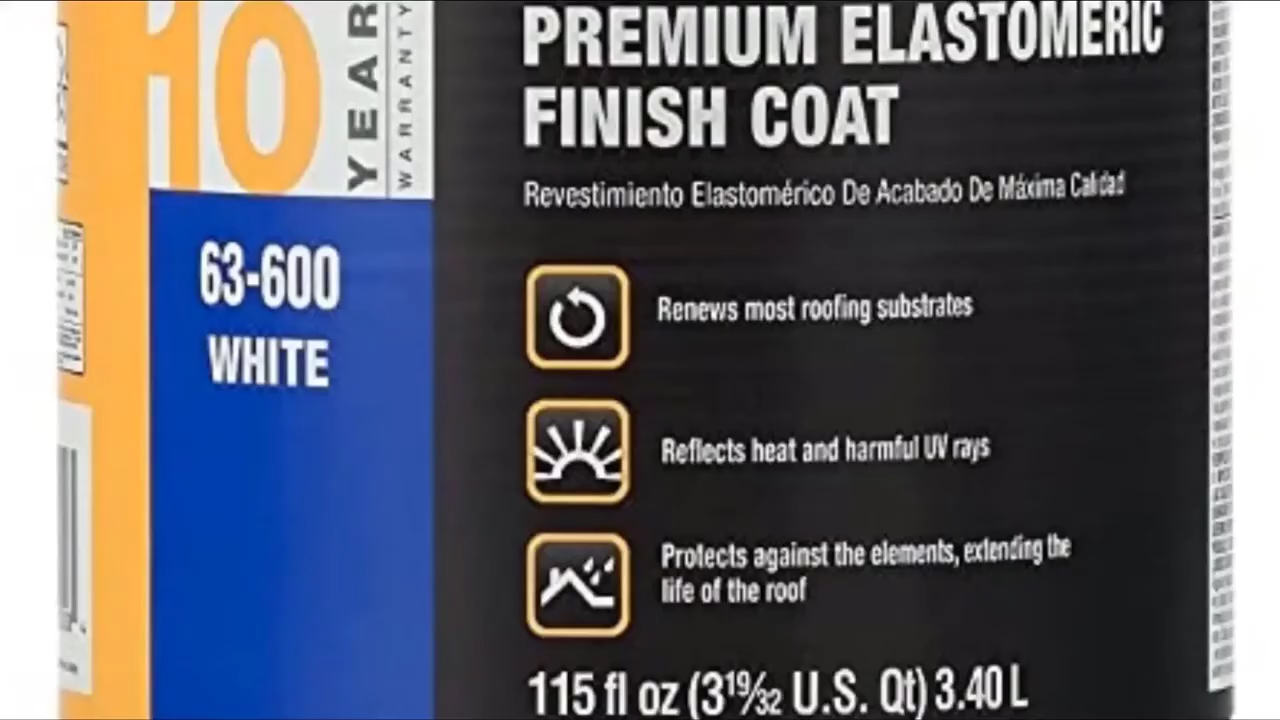 10
YEAR
WARRANTY
63-600
WHITE
PREMIUM ELASTOMERIC
FINISH COAT
Revestimiento Elastomérico De Acabado De Máxima Calidad
Renews most roofing substrates
Reflects heat and harmful UV rays
Protects against the elements, extending the
life of the roof
115 fl oz (3 19/32 U.S. Qt) 3.40 L